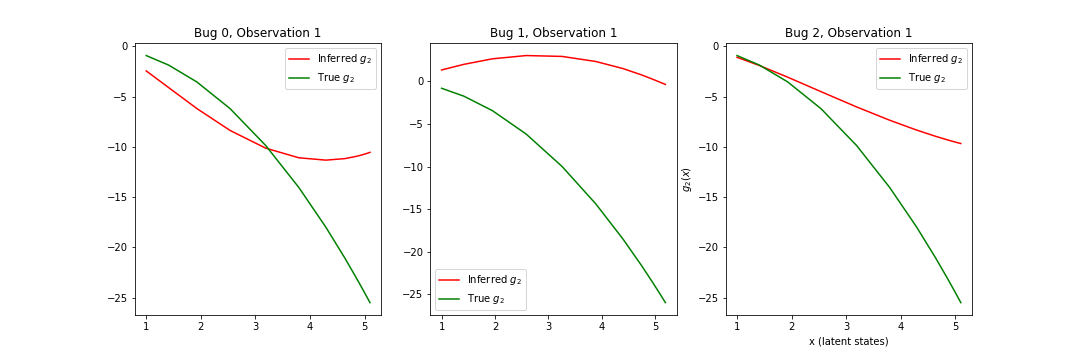 Bug 0, Observation 1
Inferred g₂
True g₂
0
−5
−10
−15
−20
−25
1 2 3 4 5
Bug 1, Observation 1
0
−5
−10
−15
−20
−25
Inferred g₂
True g₂
1 2 3 4 5
Bug 2, Observation 1
Inferred g₂
True g₂
g₂(x)
0
−5
−10
−15
−20
−25
1 2 3 4 5
x (latent states)